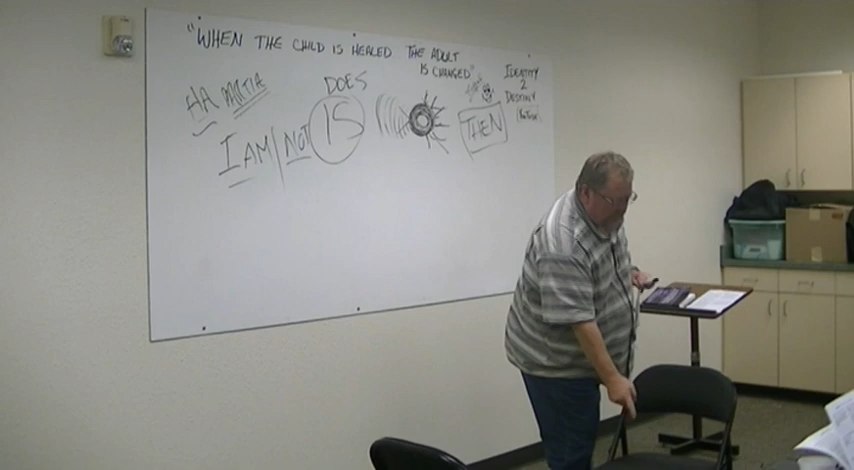 "WHEN THE CHILD IS HEALED THE ADULT
IS CHANGED"
IDENTITY
2
DESTINY
HA MARTIA
DOES
I AM/NOT IS
THEN